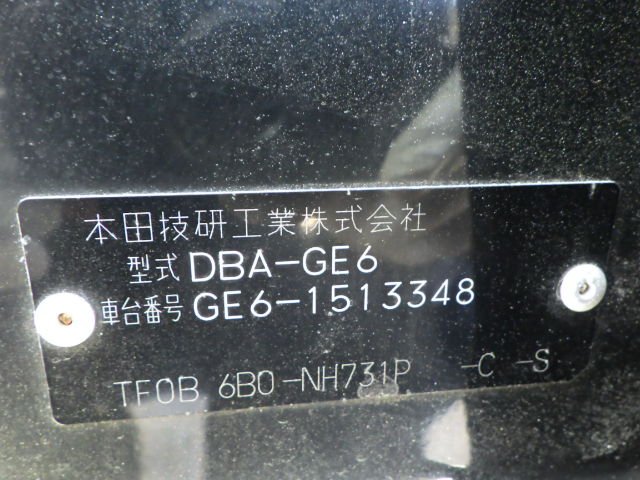 本田技研工業株式会社
型式 DBA-GE6
車台番号 GE6-1513348
TF0B 6B0-NH731P -C -S